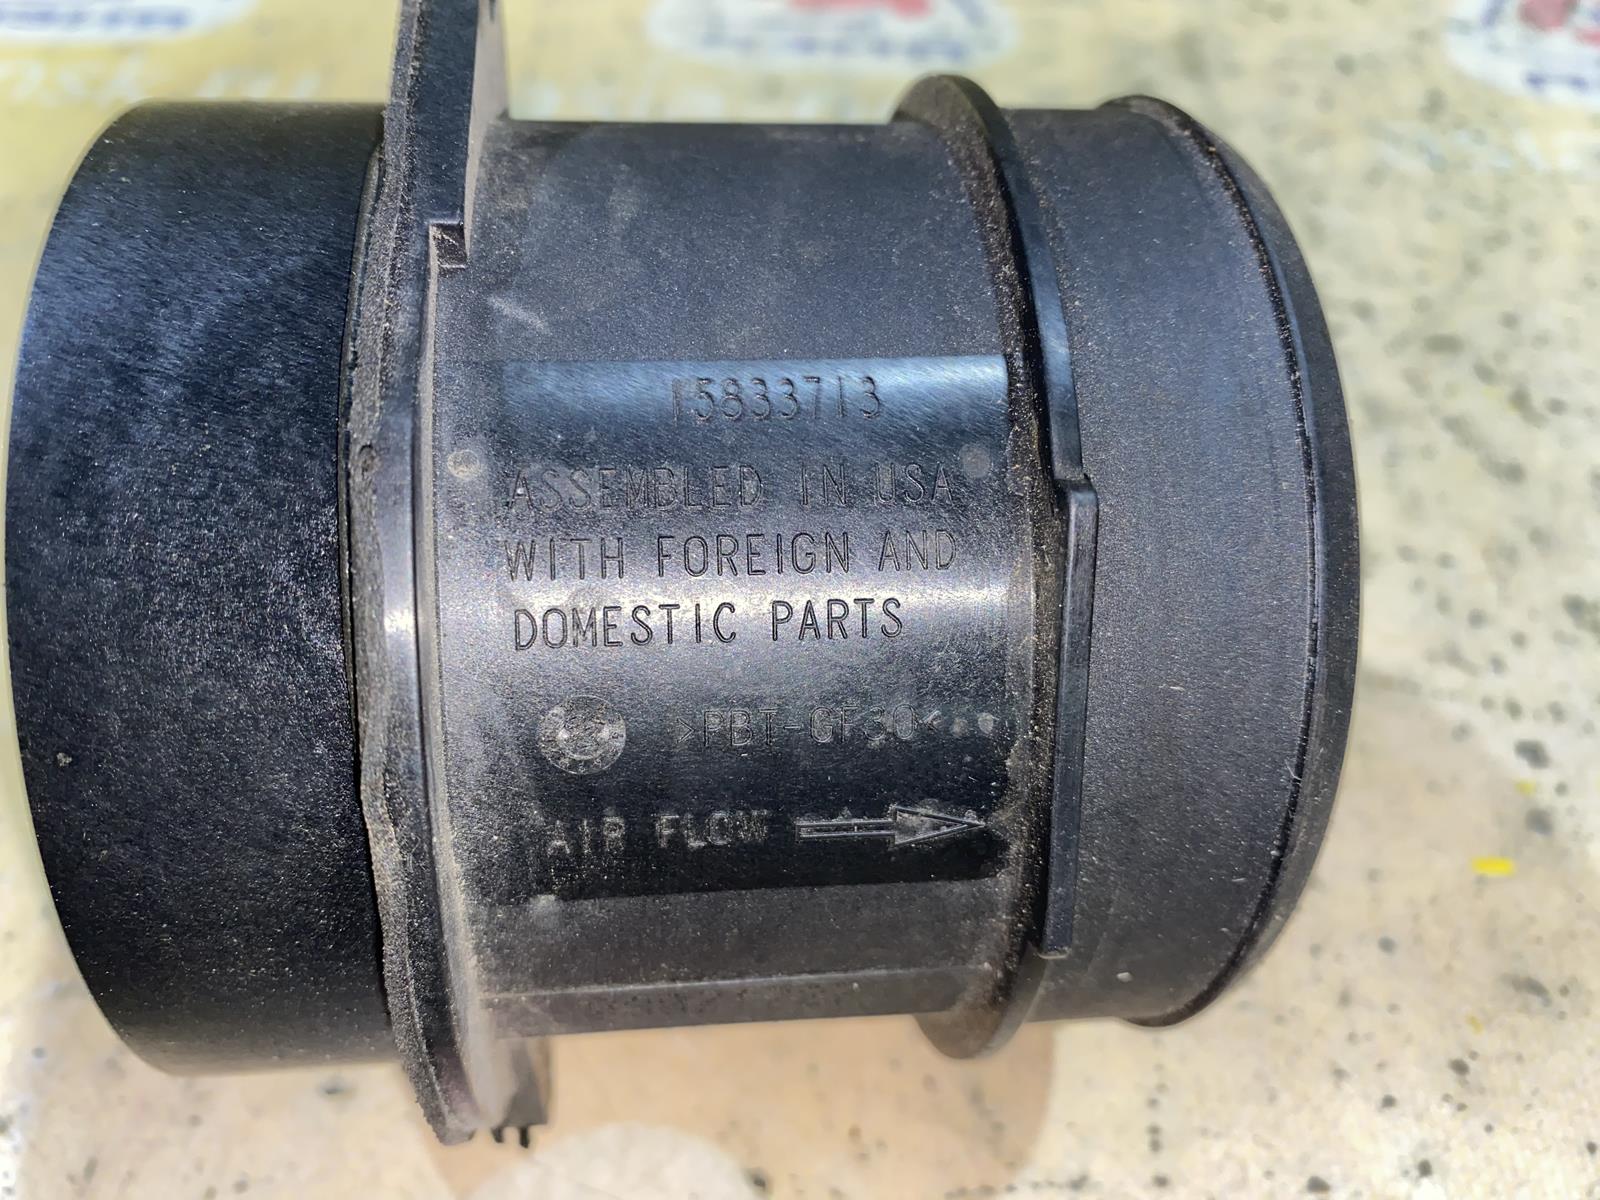 15833713
ASSEMBLED IN USA
WITH FOREIGN AND
DOMESTIC PARTS
>PBT-GF30<
AIR FLOW